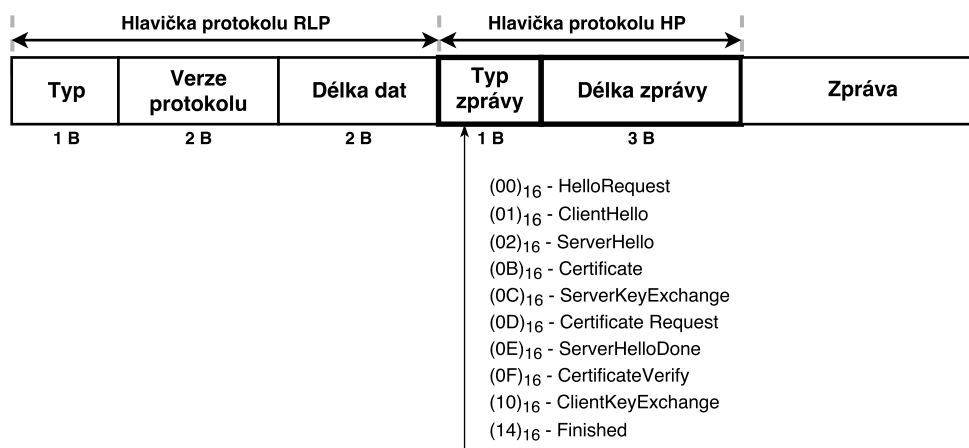 Hlavička protokolu RLP
Hlavička protokolu HP
Typ
Verze
protokolu
Délka dat
Typ
zprávy
Délka zprávy
Zpráva
1 B
2 B
2 B
1 B
3 B
(00)16 - HelloRequest
(01)16 - ClientHello
(02)16 - ServerHello
(0B)16 - Certificate
(0C)16 - ServerKeyExchange
(0D)16 - Certificate Request
(0E)16 - ServerHelloDone
(0F)16 - CertificateVerify
(10)16 - ClientKeyExchange
(14)16 - Finished